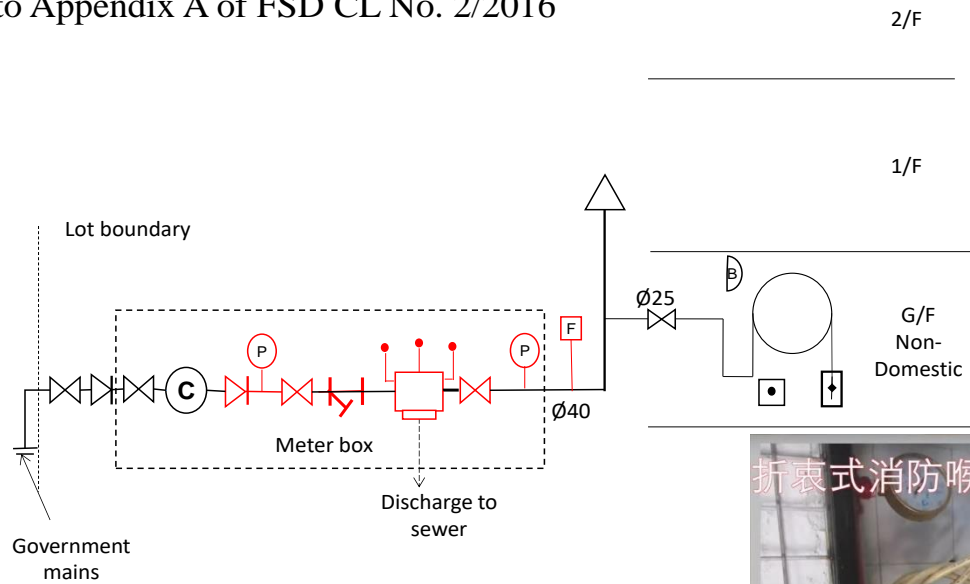 to Appendix A of FSD CL No. 2/2016
2/F
1/F
Lot boundary
B
Ø25
G/F
Non-
Domestic
P
P
F
C
Ø40
Meter box
Discharge to
sewer
Government
mains
折衷式消防喉